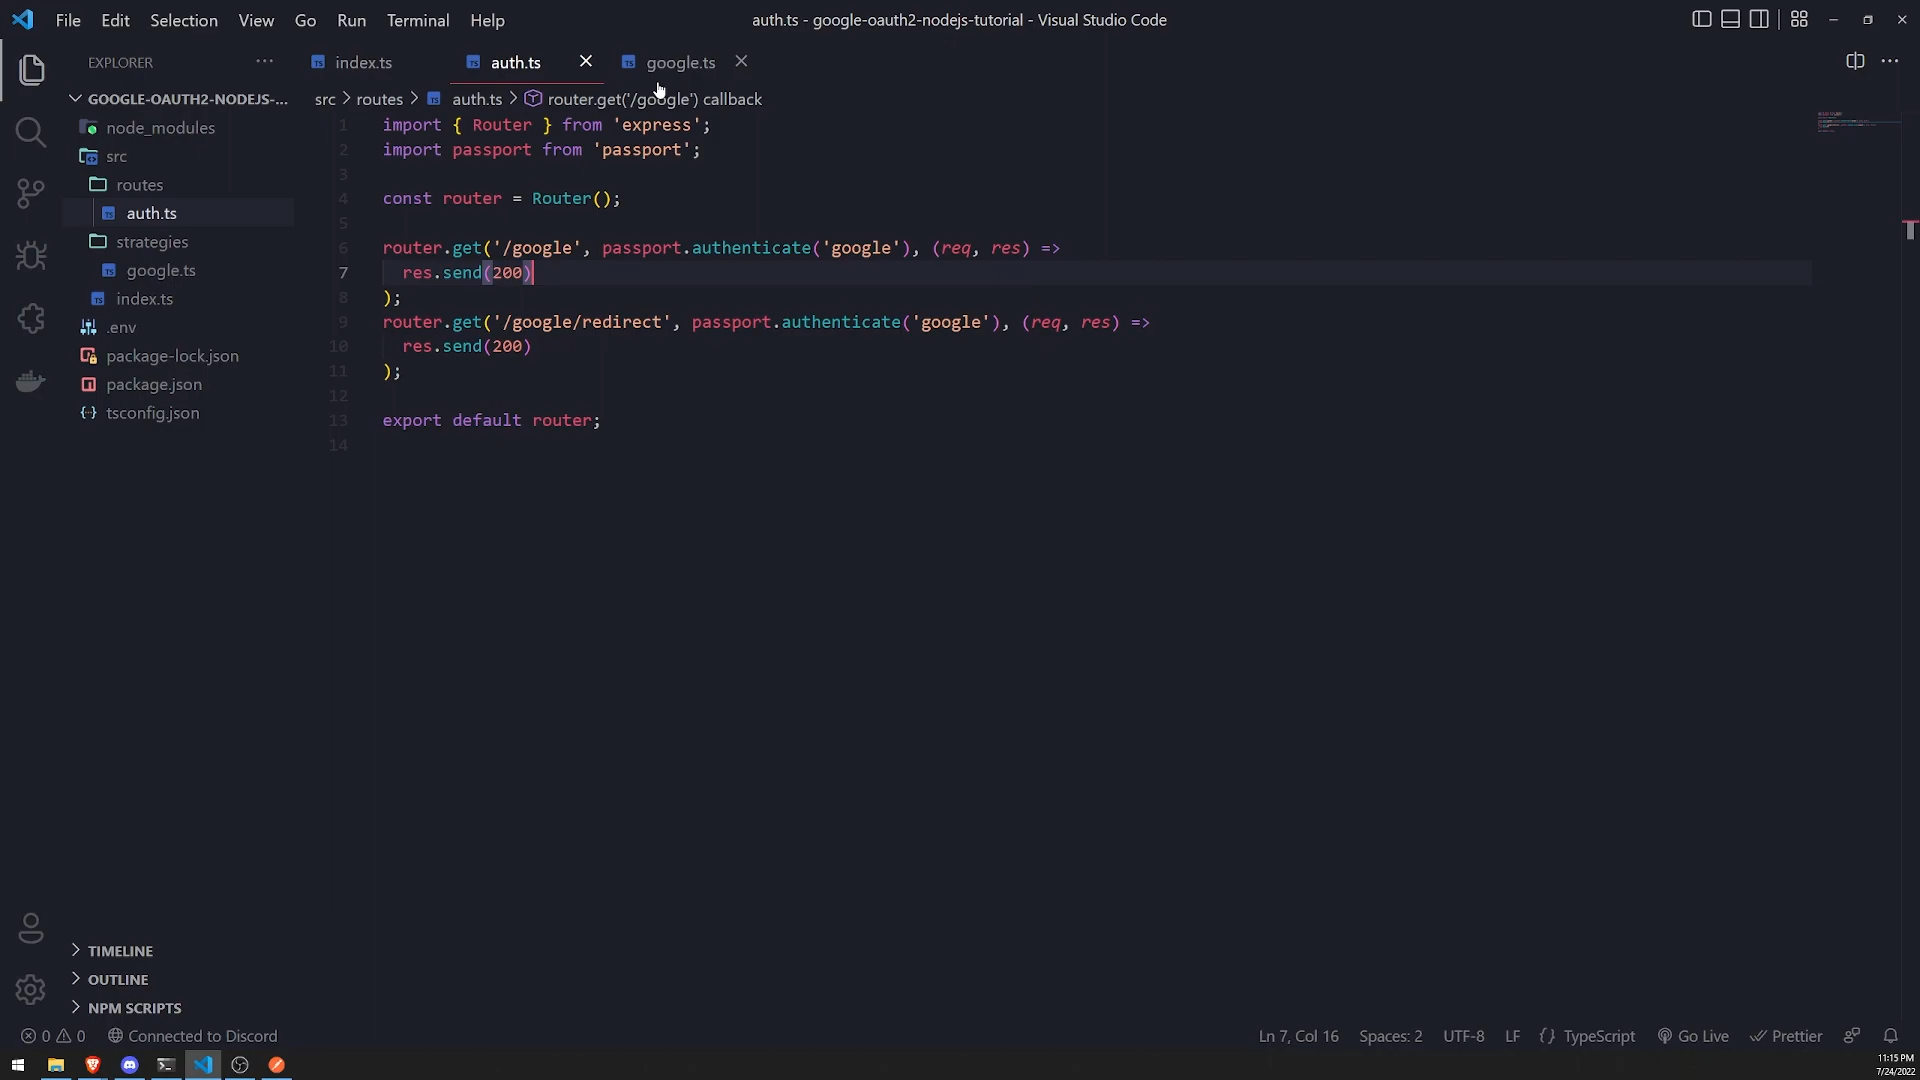 File Edit Selection View Go Run Terminal Help
auth.ts - google-oauth2-nodejs-tutorial - Visual Studio Code
EXPLORER
GOOGLE-OAUTH2-NODEJS-...
node_modules
src
routes
auth.ts
strategies
google.ts
index.ts
.env
package-lock.json
package.json
tsconfig.json
TIMELINE
OUTLINE
NPM SCRIPTS
index.ts auth.ts google.ts
src > routes > auth.ts > router.get('/google') callback
1 import { Router } from 'express';
2 import passport from 'passport';
3
4 const router = Router();
5
6 router.get('/google', passport.authenticate('google'), (req, res) =>
7 res.send(200)
8 );
9 router.get('/google/redirect', passport.authenticate('google'), (req, res) =>
10 res.send(200)
11 );
12
13 export default router;
14
0 0 Connected to Discord
Ln 7, Col 16 Spaces: 2 UTF-8 LF {} TypeScript Go Live Prettier
11:15 PM
7/24/2022